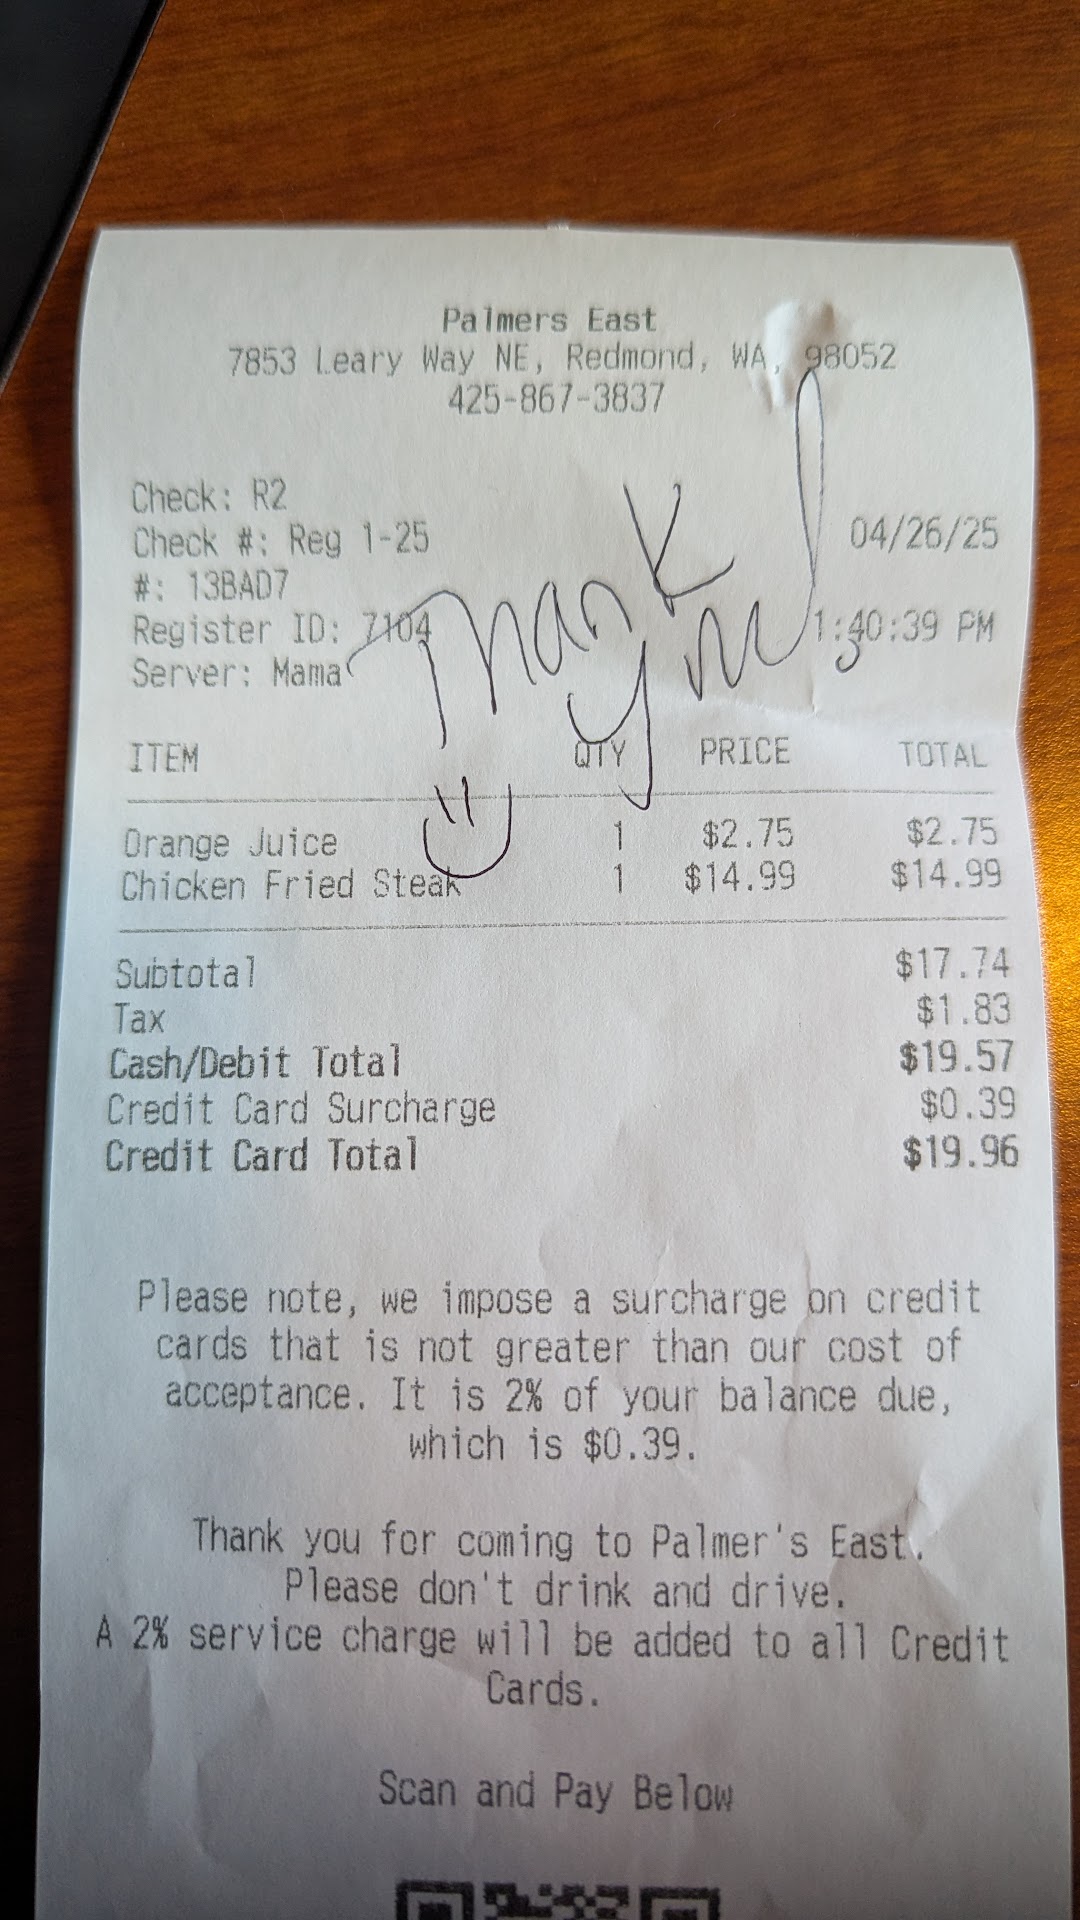 Palmers East
7853 Leary Way NE, Redmond, WA, 98052
425-867-3837
Check: R2
Check #: Reg 1-25 04/26/25
#: 13BAD7
Register ID: 7104 1:40:39 PM
Server: Mama
Thank
you!
ITEM QTY PRICE TOTAL
Orange Juice 1 $2.75 $2.75
Chicken Fried Steak 1 $14.99 $14.99
Subtotal $17.74
Tax $1.83
Cash/Debit Total $19.57
Credit Card Surcharge $0.39
Credit Card Total $19.96
Please note, we impose a surcharge on credit
cards that is not greater than our cost of
acceptance. It is 2% of your balance due,
which is $0.39.
Thank you for coming to Palmer's East.
Please don't drink and drive.
A 2% service charge will be added to all Credit
Cards.
Scan and Pay Below